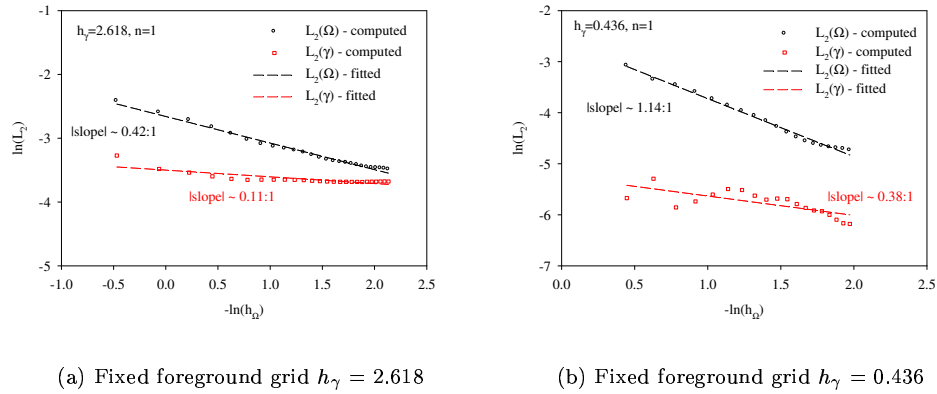 -1
-2
-3
-4
-5
ln(L₂)
hᵧ=2.618, n=1
L₂(Ω) - computed
L₂(γ) - computed
L₂(Ω) - fitted
L₂(γ) - fitted
|slope| ~ 0.42:1
|slope| ~ 0.11:1
-1.0 -0.5 0.0 0.5 1.0 1.5 2.0 2.5
-ln(h_Ω)
(a) Fixed foreground grid hᵧ = 2.618
-2
-3
-4
-5
-6
-7
ln(L₂)
hᵧ=0.436, n=1
L₂(Ω) - computed
L₂(γ) - computed
L₂(Ω) - fitted
L₂(γ) - fitted
|slope| ~ 1.14:1
|slope| ~ 0.38:1
0.0 0.5 1.0 1.5 2.0 2.5
-ln(h_Ω)
(b) Fixed foreground grid hᵧ = 0.436